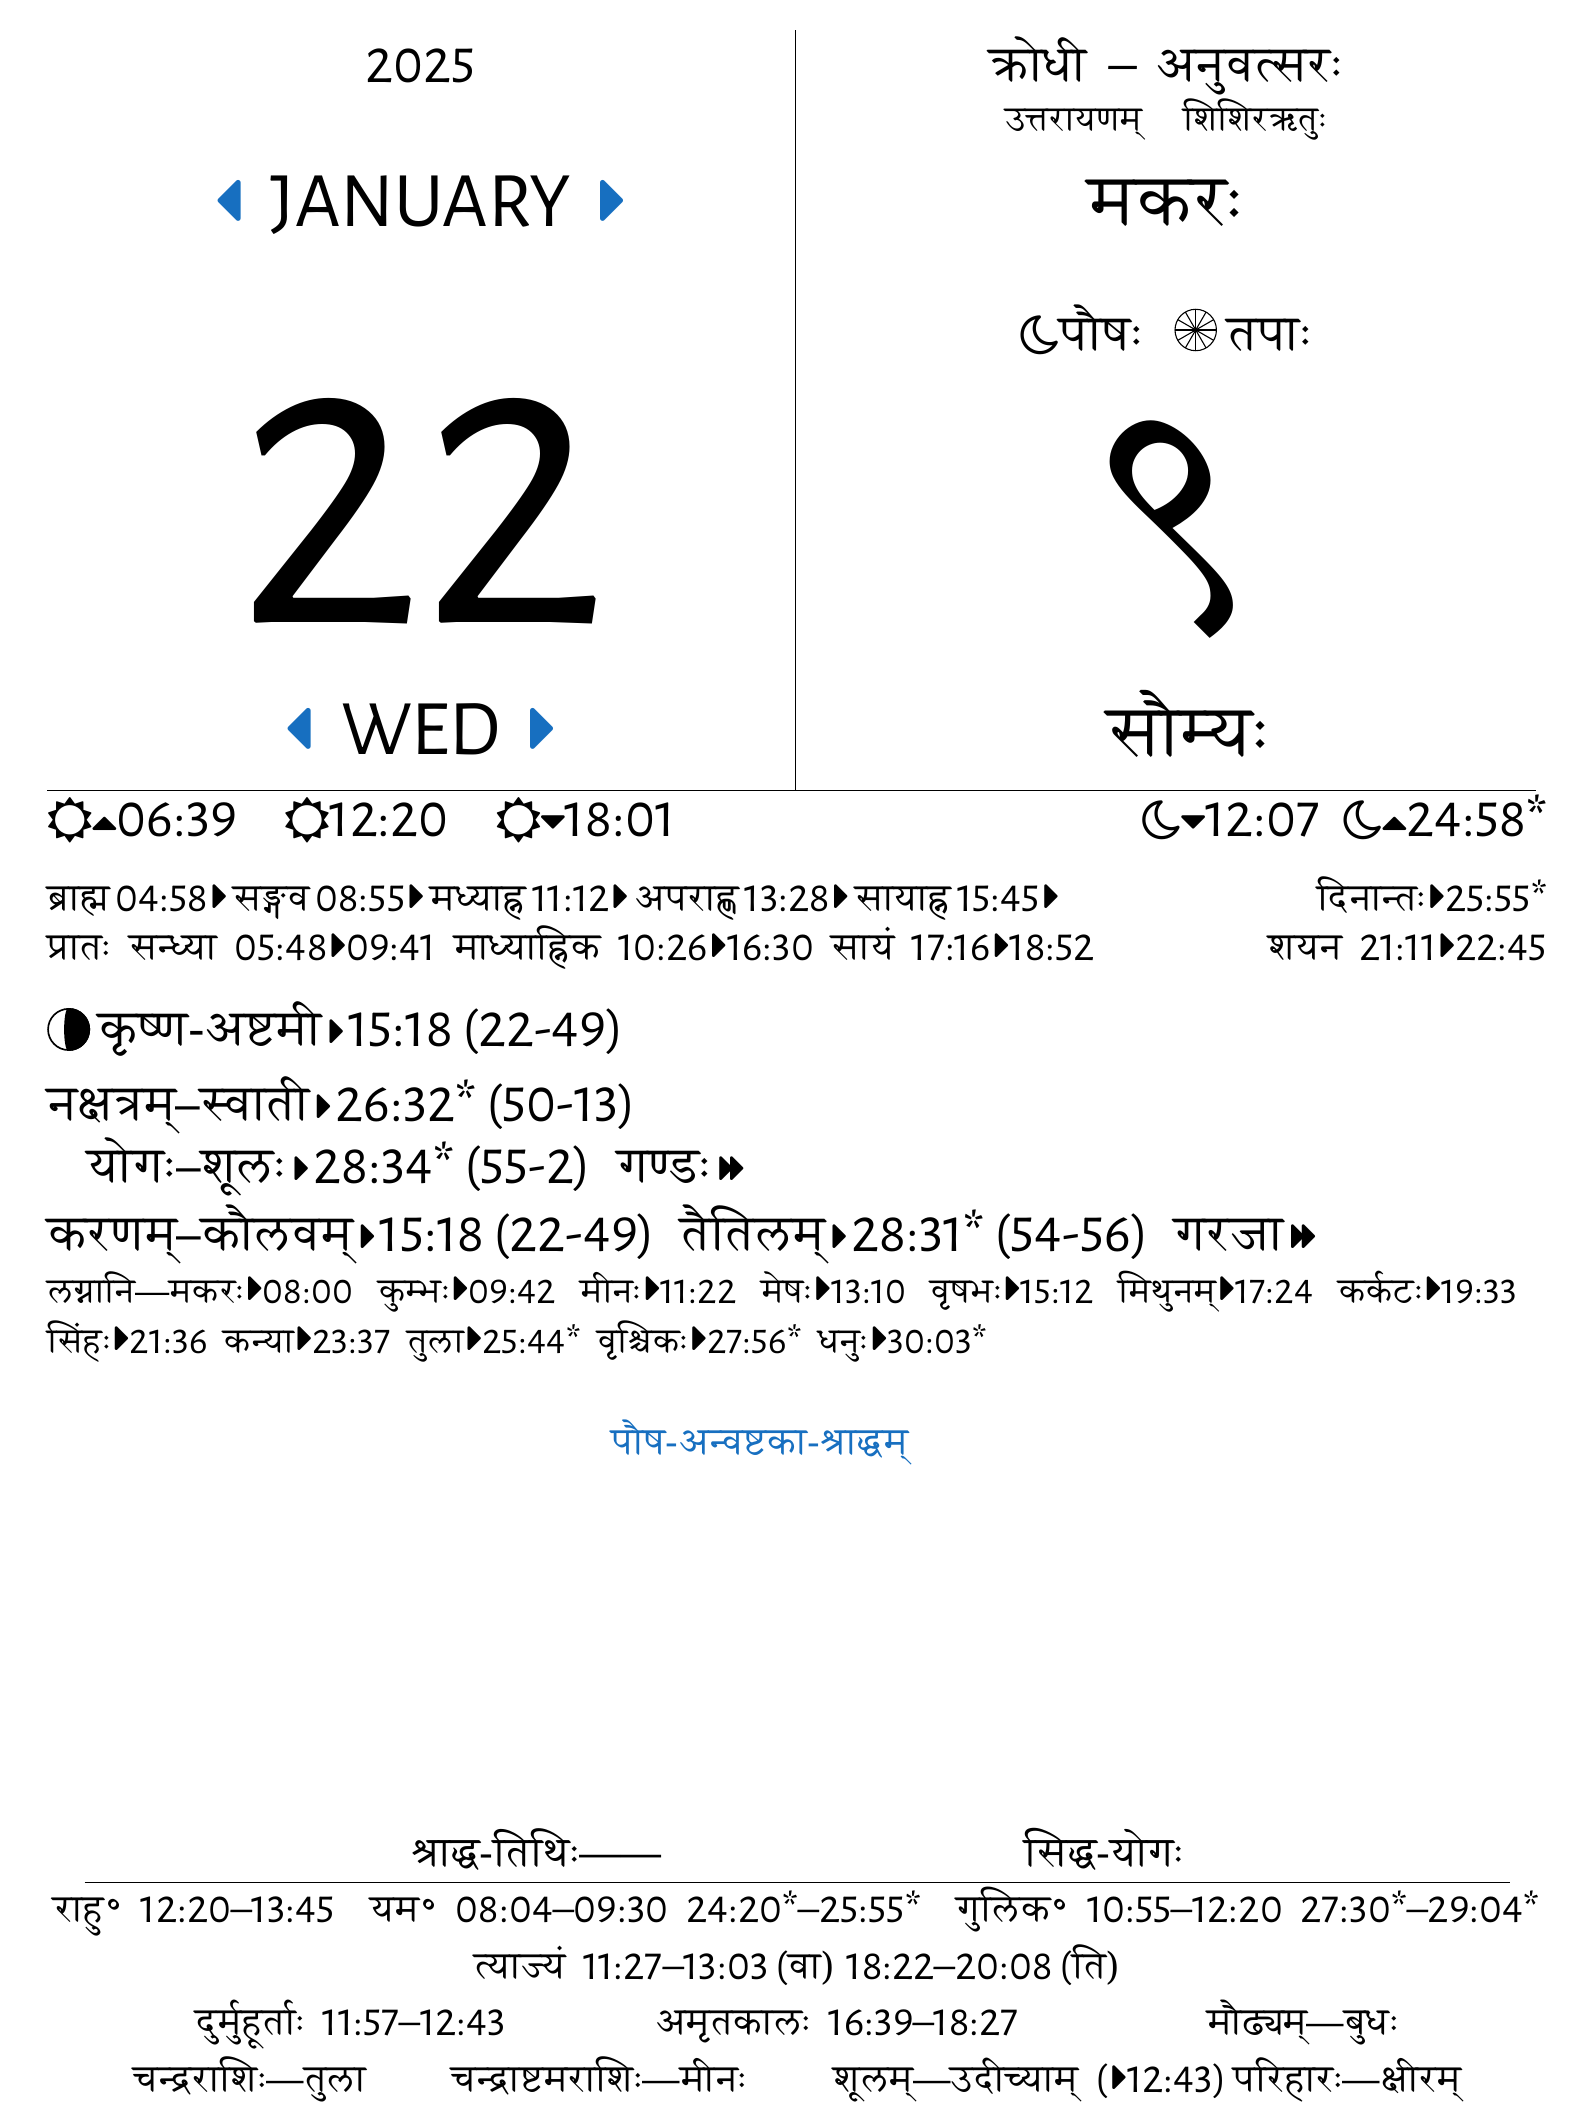 2025
JANUARY
22
WED
क्रोधी – अनुवत्सरः
उत्तरायणम् शिशिरऋतुः
मकरः
पौषः तपाः
९
सौम्यः
06:39 12:20 18:01 12:07 24:58*
ब्राह्म 04:58 सङ्गव 08:55 मध्याह्न 11:12 अपराह्ण 13:28 सायाह्न 15:45 दिनान्तः 25:55*
प्रातः सन्ध्या 05:48 09:41 माध्याह्निक 10:26 16:30 सायं 17:16 18:52 शयन 21:11 22:45
कृष्ण-अष्टमी 15:18 (22-49)
नक्षत्रम्–स्वाती 26:32* (50-13)
योगः–शूलः 28:34* (55-2) गण्डः
करणम्–कौलवम् 15:18 (22-49) तैतिलम् 28:31* (54-56) गरजा
लग्नानि—मकरः 08:00 कुम्भः 09:42 मीनः 11:22 मेषः 13:10 वृषभः 15:12 मिथुनम् 17:24 कर्कटः 19:33
सिंहः 21:36 कन्या 23:37 तुला 25:44* वृश्चिकः 27:56* धनुः 30:03*
पौष-अन्वष्टका-श्राद्धम्
श्राद्ध-तिथिः—— सिद्ध-योगः
राहु° 12:20–13:45 यम° 08:04–09:30 24:20*–25:55* गुलिक° 10:55–12:20 27:30*–29:04*
त्याज्यं 11:27–13:03 (वा) 18:22–20:08 (ति)
दुर्मुहूर्ताः 11:57–12:43 अमृतकालः 16:39–18:27 मौढ्यम्—बुधः
चन्द्रराशिः—तुला चन्द्राष्टमराशिः—मीनः शूलम्—उदीच्याम् (12:43) परिहारः—क्षीरम्